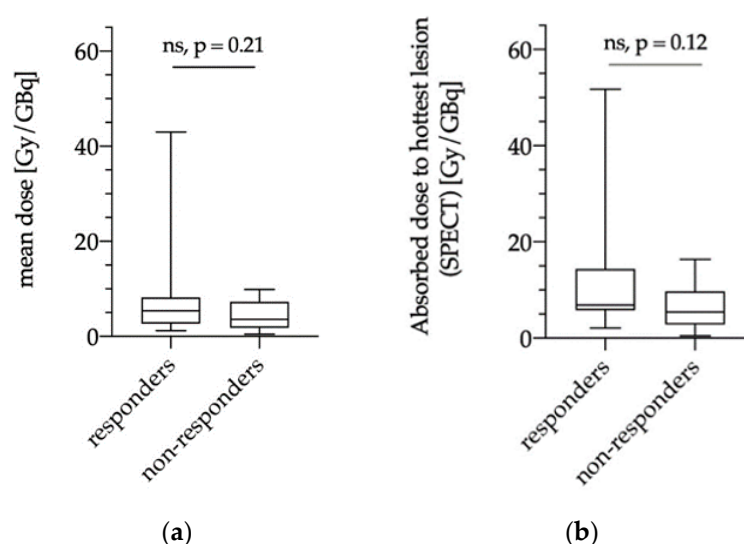 ns, p = 0.21
mean dose [Gy/GBq]
60
40
20
0
responders
non-responders
(a)
ns, p = 0.12
Absorbed dose to hottest lesion
(SPECT) [Gy/GBq]
60
40
20
0
responders
non-responders
(b)